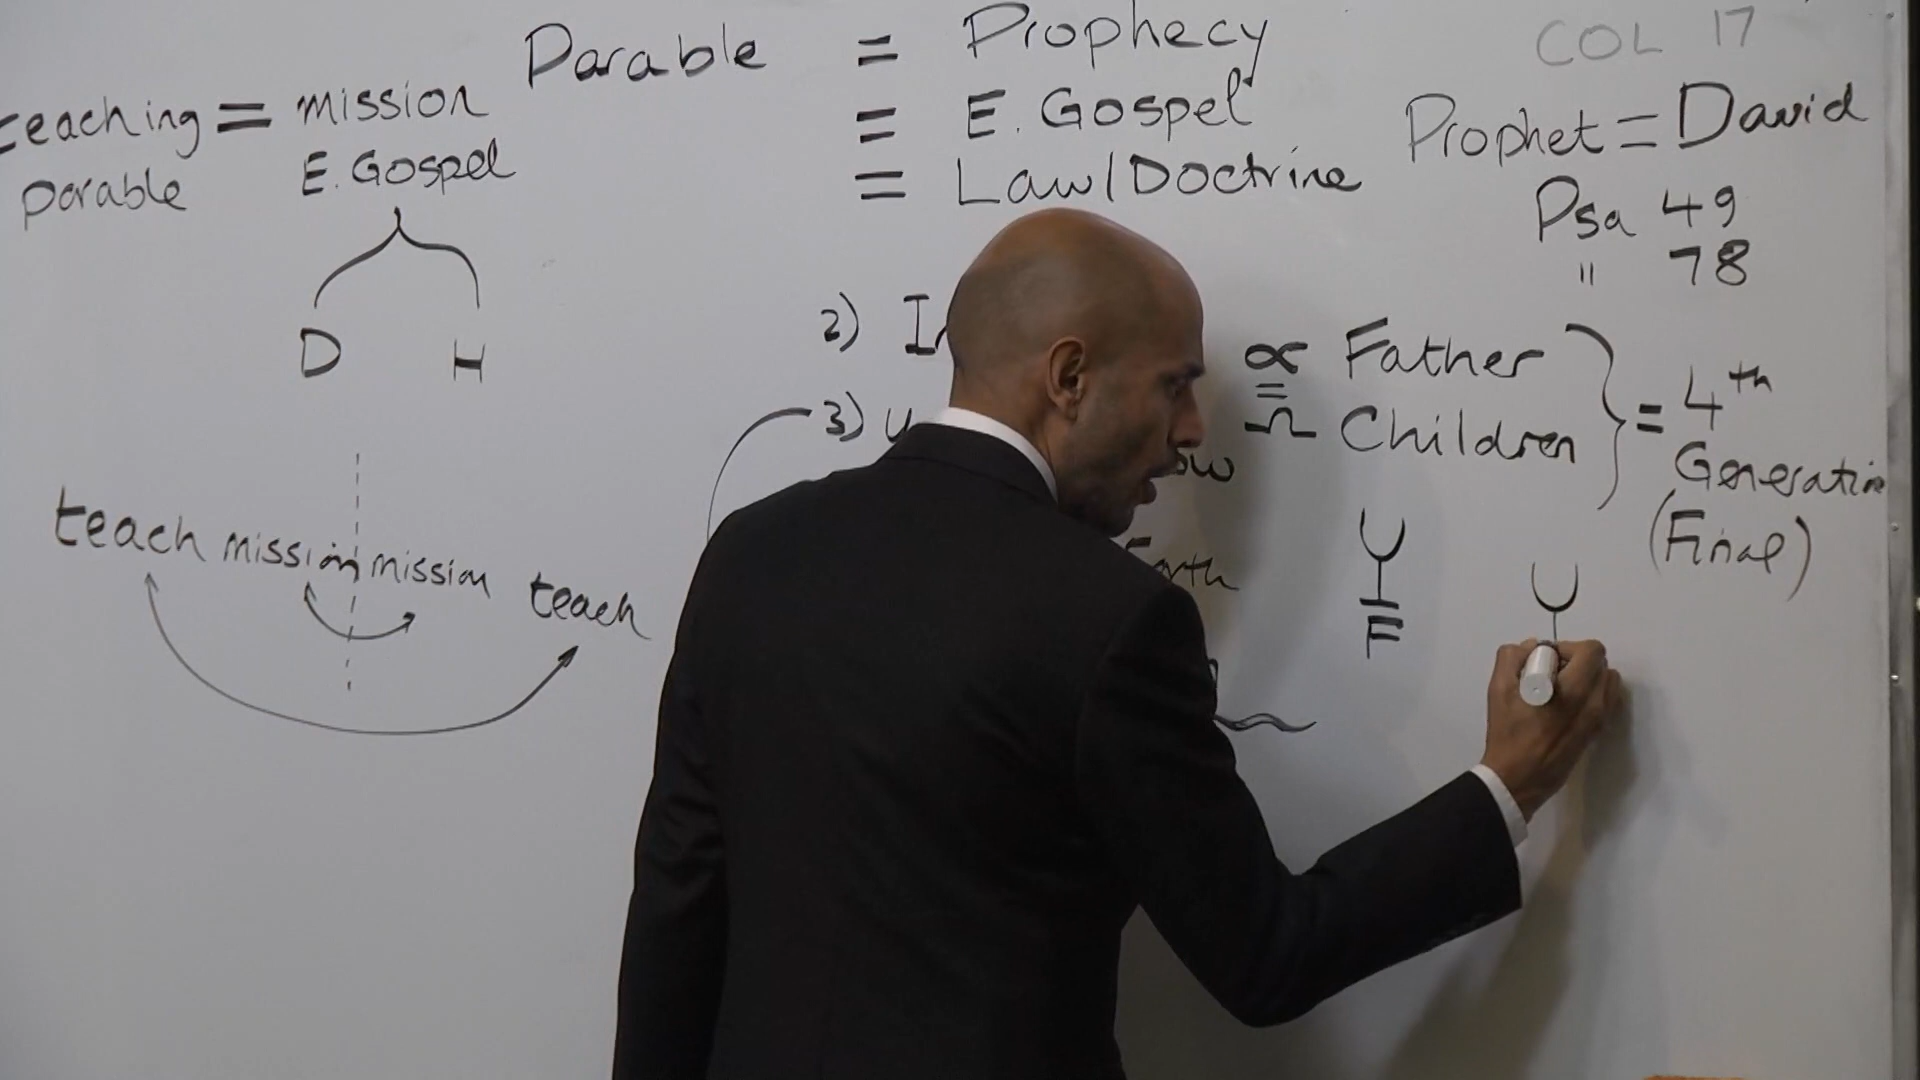 COL 17
Parable = Prophecy
= E. Gospel
= Law/Doctrine
teaching = mission
parable E. Gospel
D H
Prophet = David
Psa 49
" 78
2)
3)
∝ Father
=
Ω Children
= 4th
Generation
(Final)
teach mission mission teach
F